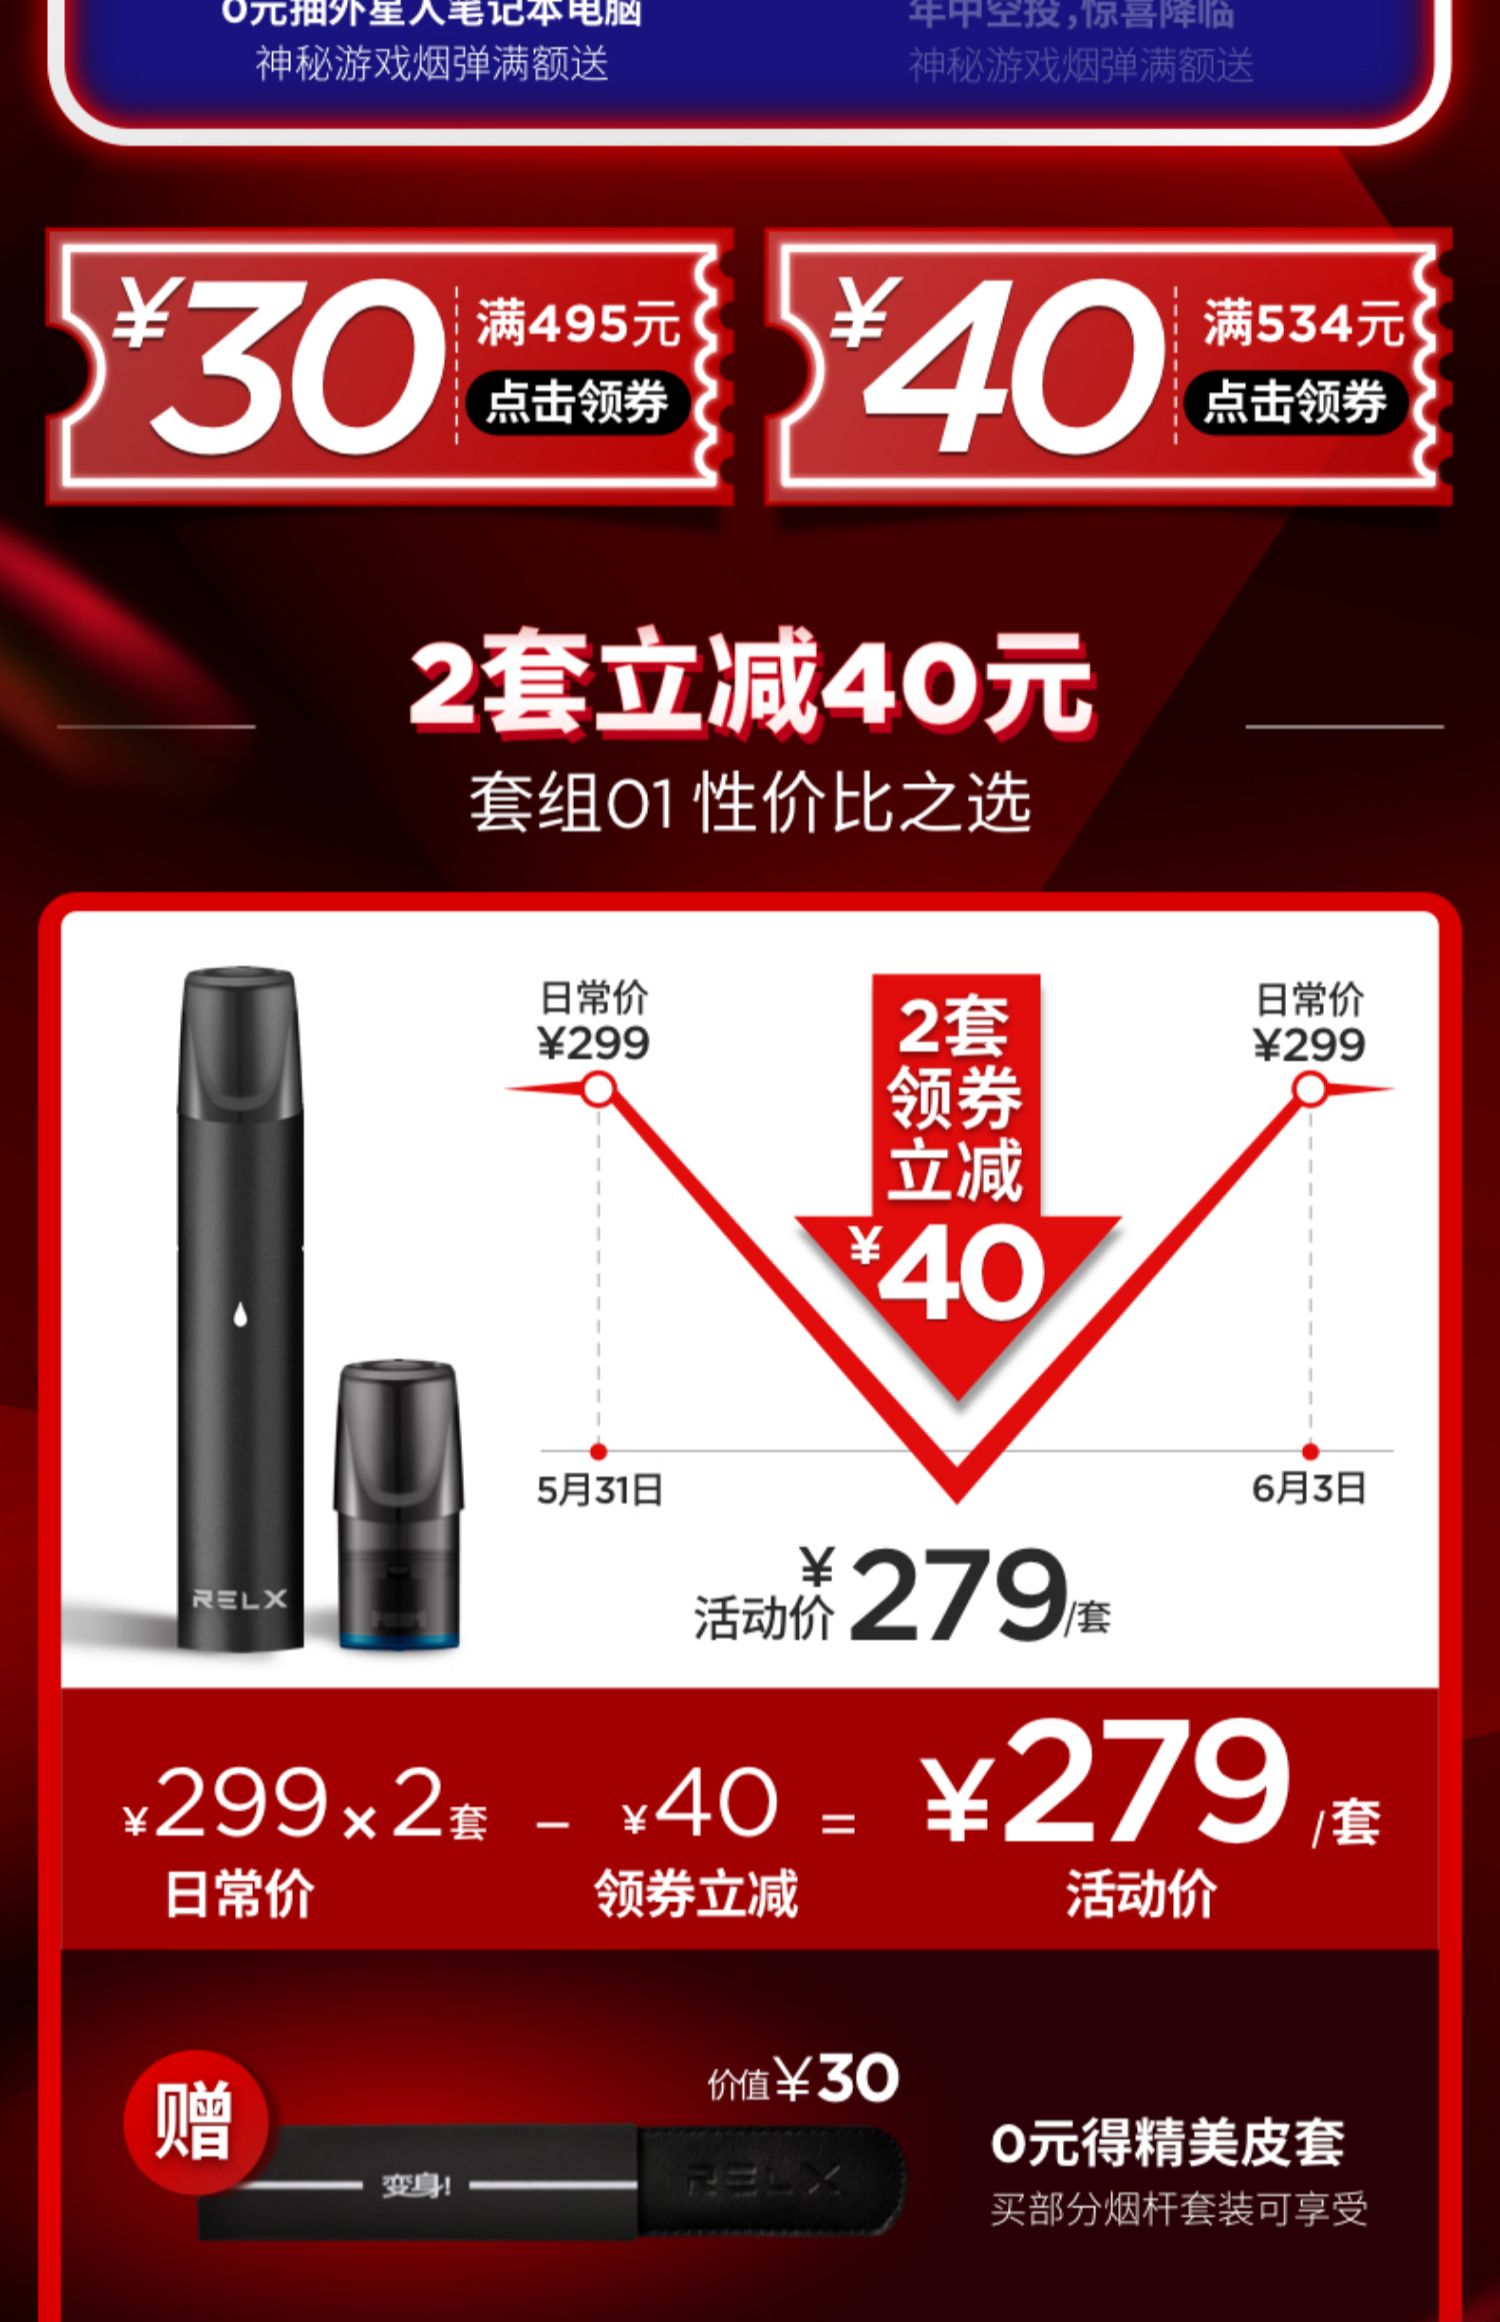 0元抽外星人笔记本电脑
神秘游戏烟弹满额送
年中空投,惊喜降临
神秘游戏烟弹满额送
¥30
满495元
点击领券
¥40
满534元
点击领券
2套立减40元
套组01 性价比之选
日常价
¥299
2套
领券
立减
¥40
日常价
¥299
5月31日
6月3日
活动价¥279/套
RELX
¥299×2套 - ¥40 = ¥279/套
日常价 领券立减 活动价
赠
价值¥30
变身!
RELX
0元得精美皮套
买部分烟杆套装可享受